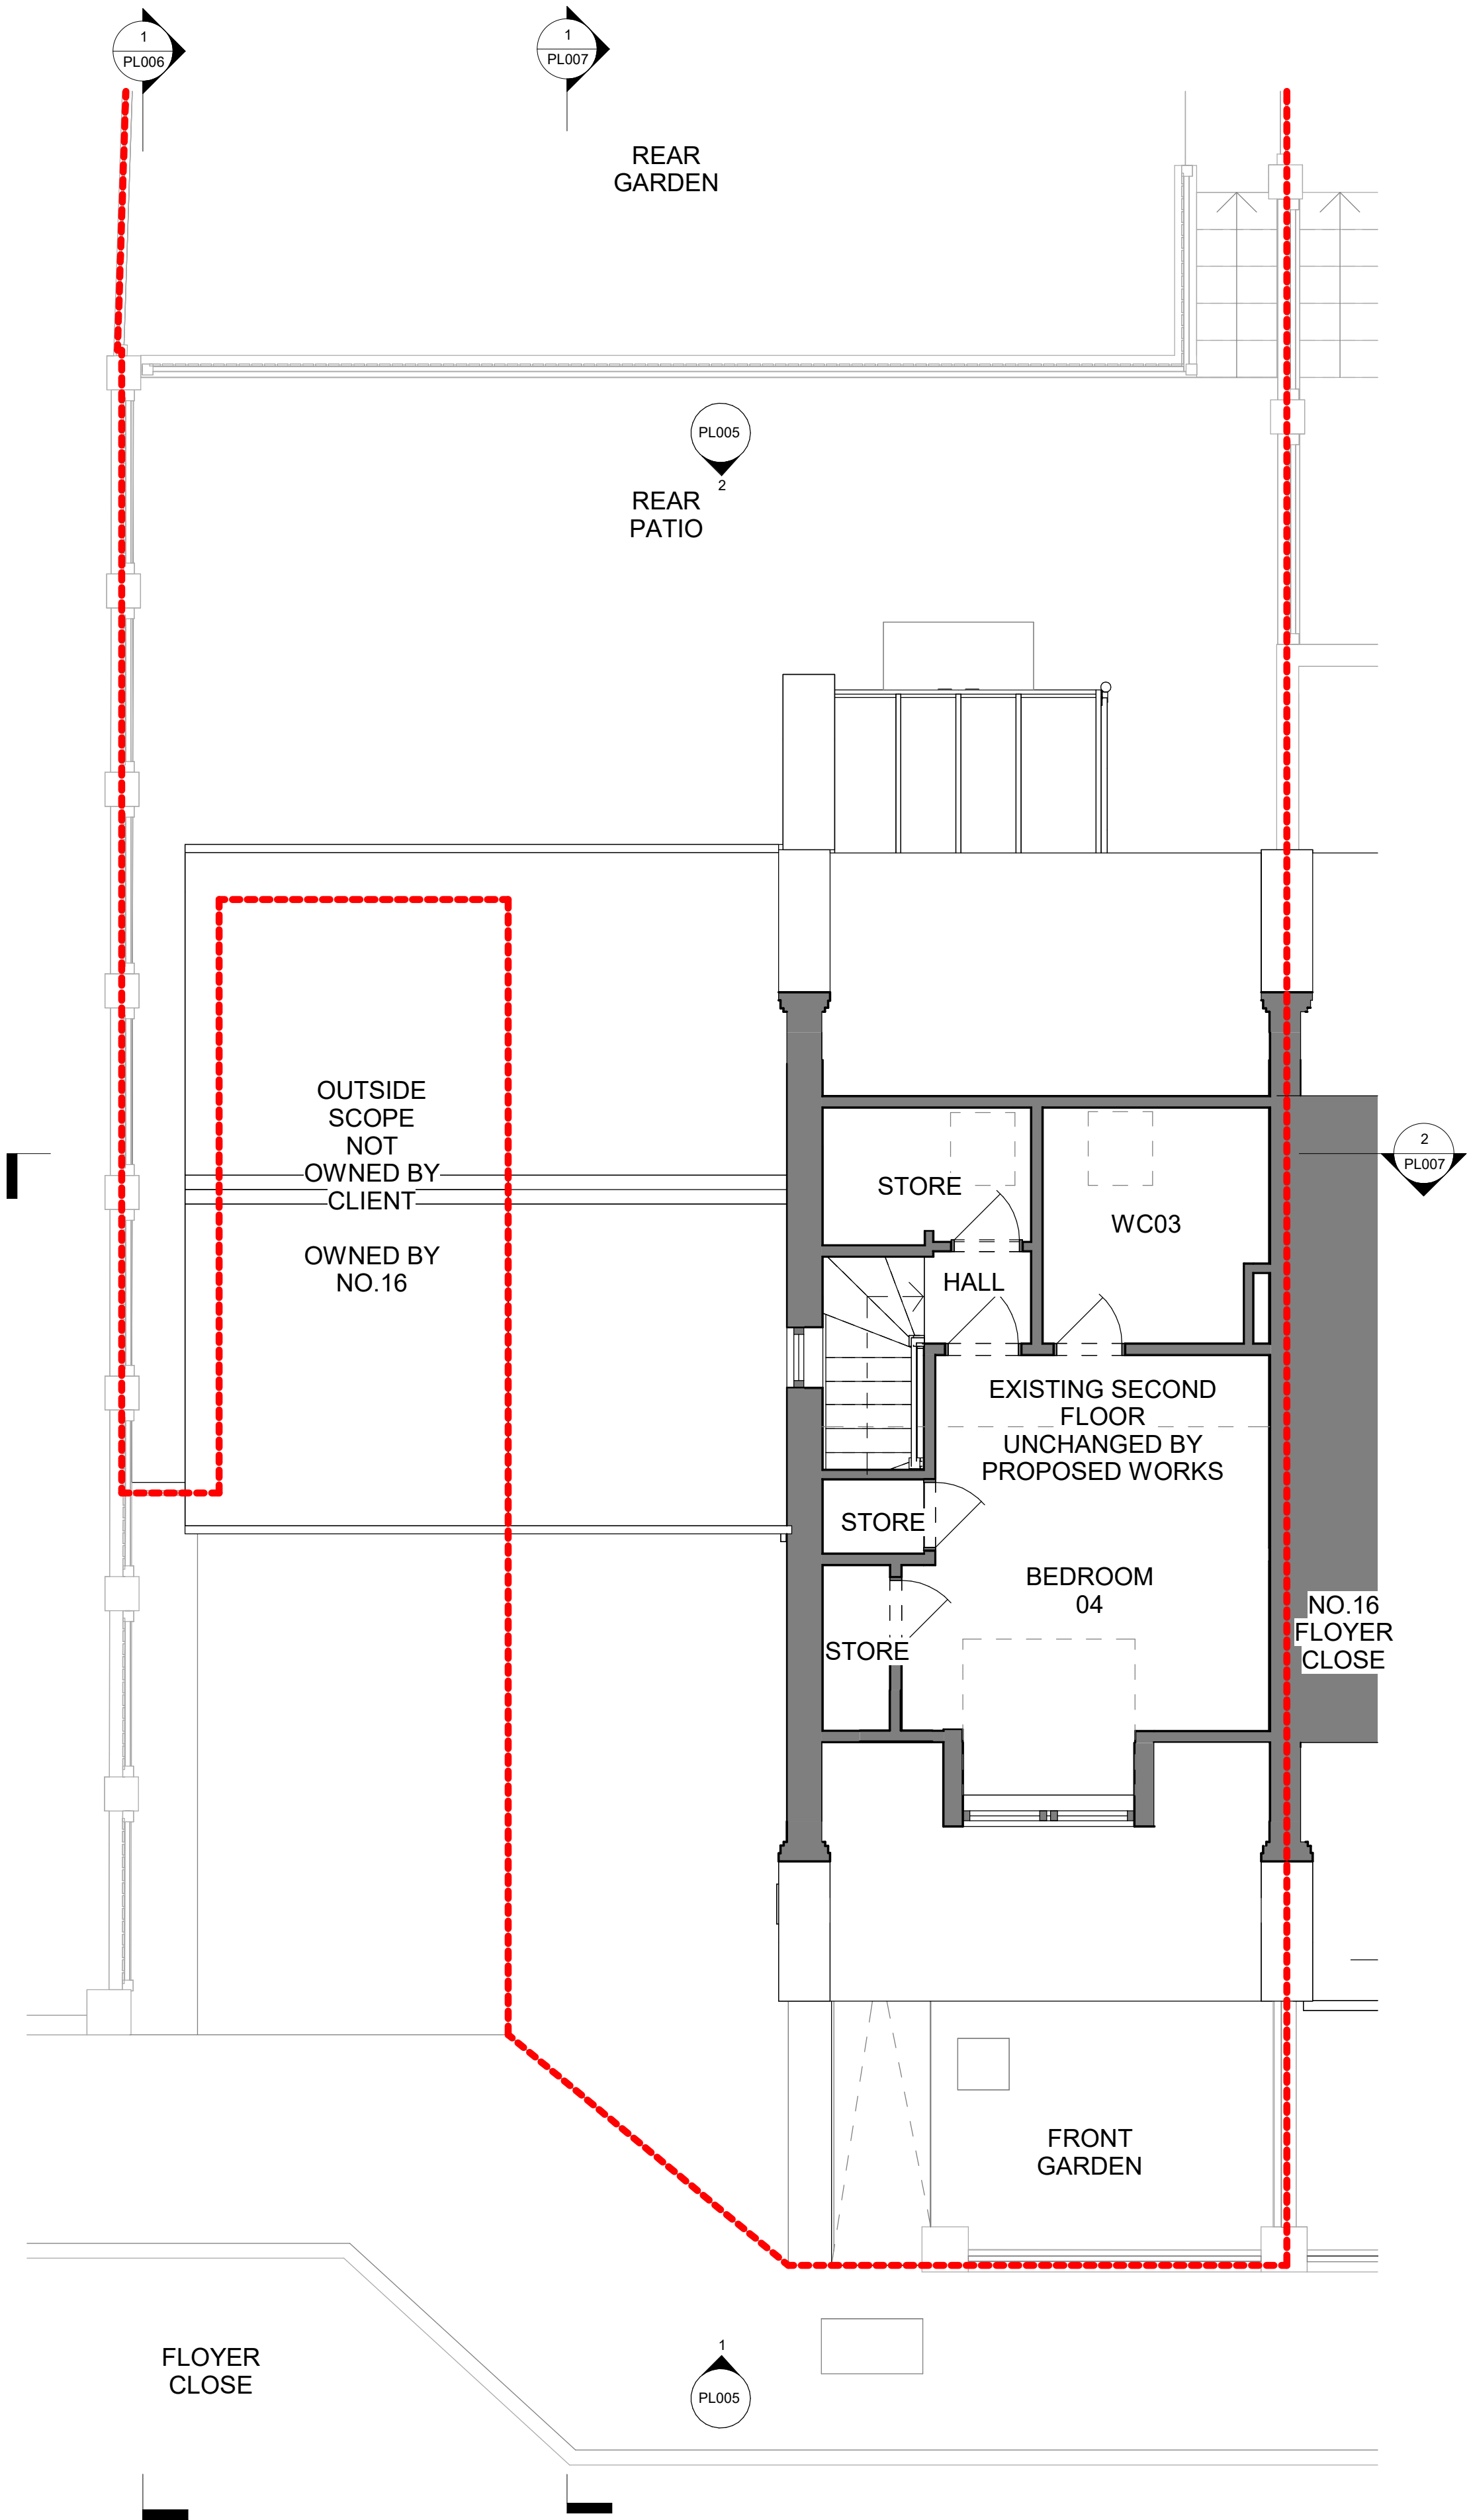 1
PL006
1
PL007
REAR
GARDEN
PL005
2
REAR
PATIO
OUTSIDE
SCOPE
NOT
OWNED BY
CLIENT
OWNED BY
NO.16
STORE
WC03
2
PL007
HALL
EXISTING SECOND
FLOOR
UNCHANGED BY
PROPOSED WORKS
STORE
BEDROOM
04
STORE
NO.16
FLOYER
CLOSE
FRONT
GARDEN
FLOYER
CLOSE
1
PL005